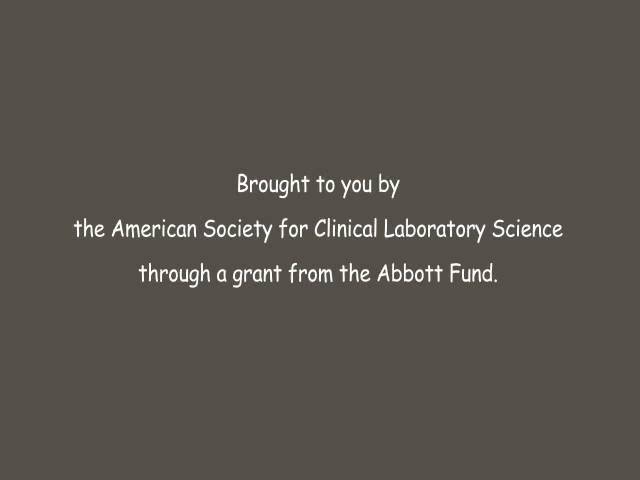 Brought to you by
the American Society for Clinical Laboratory Science
through a grant from the Abbott Fund.